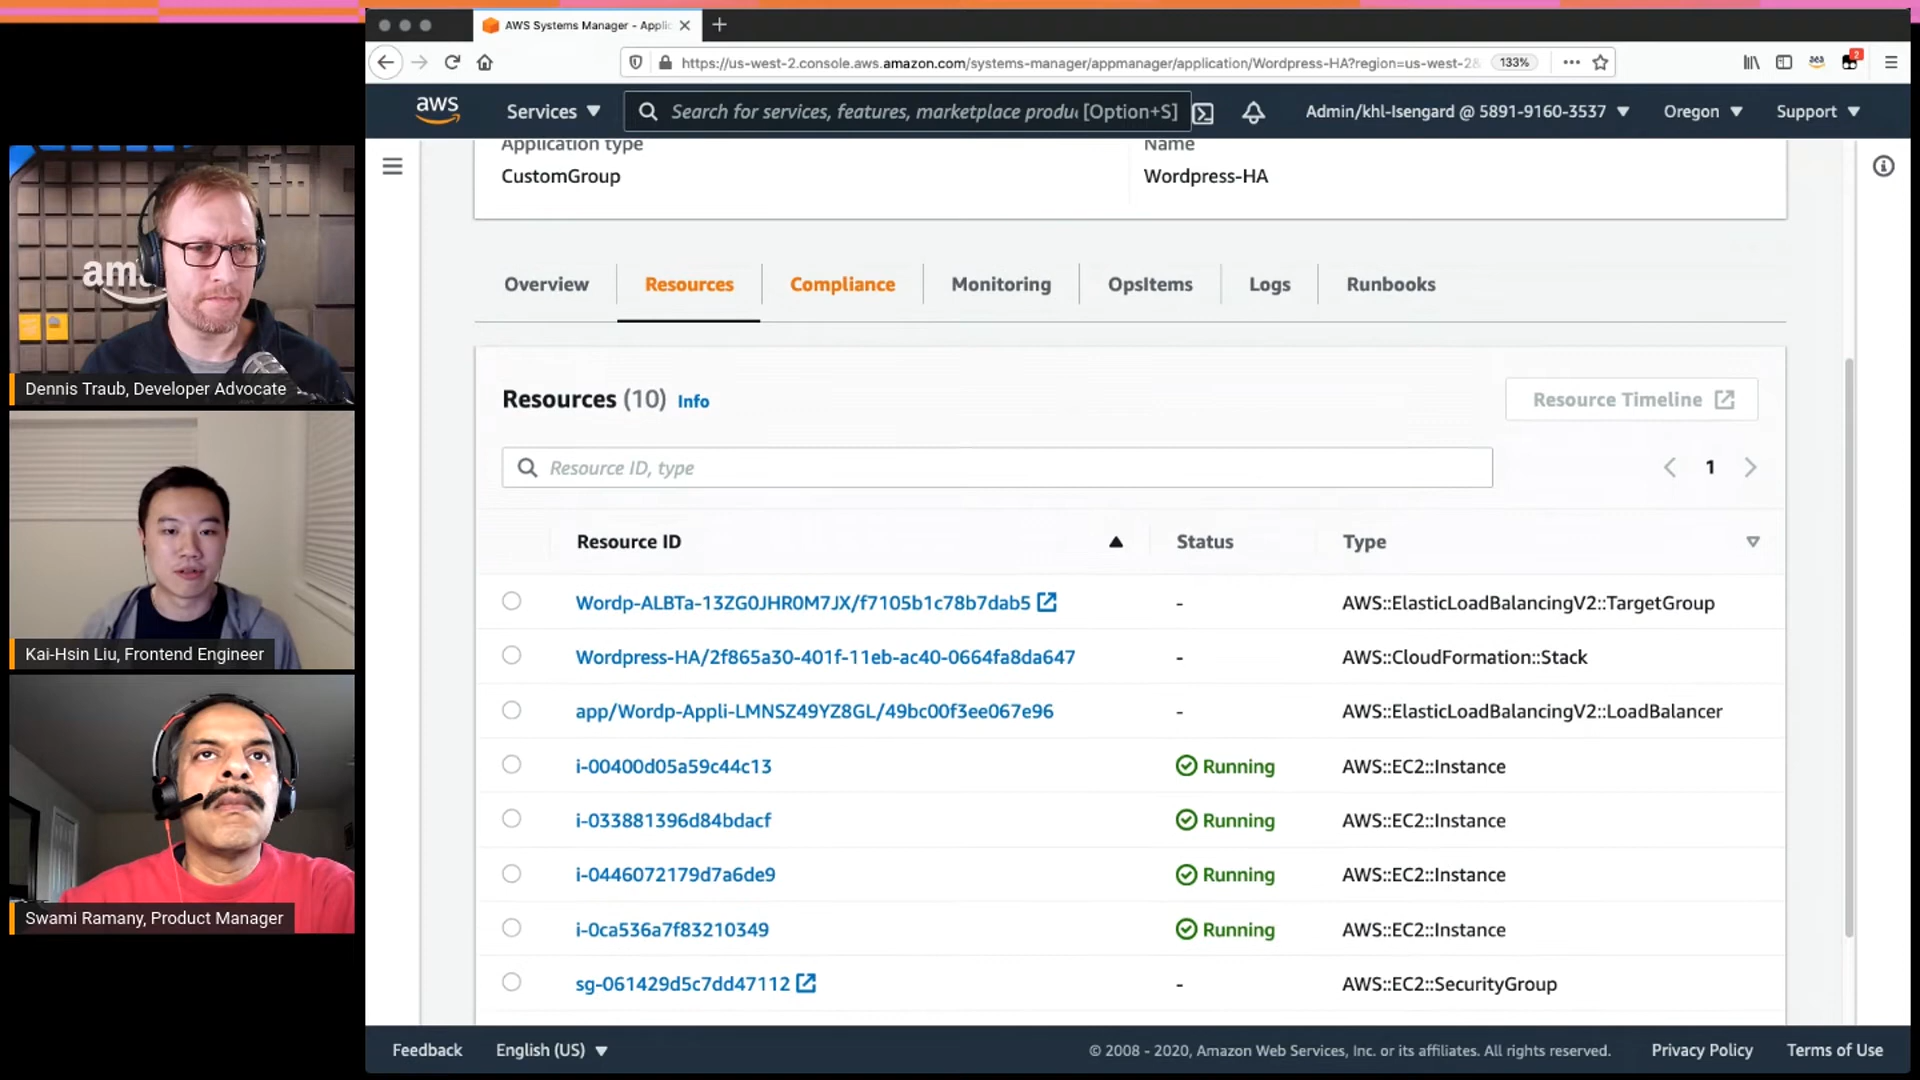 AWS Systems Manager - Applic
https://us-west-2.console.aws.amazon.com/systems-manager/appmanager/application/Wordpress-HA?region=us-west-2&
133%
2
aws
Services
Search for services, features, marketplace produ
[Option+S]
Admin/khl-Isengard @ 5891-9160-3537
Oregon
Support
Application type
Name
CustomGroup
Wordpress-HA
Overview
Resources
Compliance
Monitoring
OpsItems
Logs
Runbooks
Resources (10) Info
Resource Timeline
Resource ID, type
1
Resource ID
Status
Type
Wordp-ALBTa-13ZG0JHR0M7JX/f7105b1c78b7dab5
-
AWS::ElasticLoadBalancingV2::TargetGroup
Wordpress-HA/2f865a30-401f-11eb-ac40-0664fa8da647
-
AWS::CloudFormation::Stack
app/Wordp-Appli-LMNSZ49YZ8GL/49bc00f3ee067e96
-
AWS::ElasticLoadBalancingV2::LoadBalancer
i-00400d05a59c44c13
Running
AWS::EC2::Instance
i-033881396d84bdacf
Running
AWS::EC2::Instance
i-0446072179d7a6de9
Running
AWS::EC2::Instance
i-0ca536a7f83210349
Running
AWS::EC2::Instance
sg-061429d5c7dd47112
-
AWS::EC2::SecurityGroup
Feedback
English (US)
© 2008 - 2020, Amazon Web Services, Inc. or its affiliates. All rights reserved.
Privacy Policy
Terms of Use
am
Dennis Traub, Developer Advocate
Kai-Hsin Liu, Frontend Engineer
Swami Ramany, Product Manager